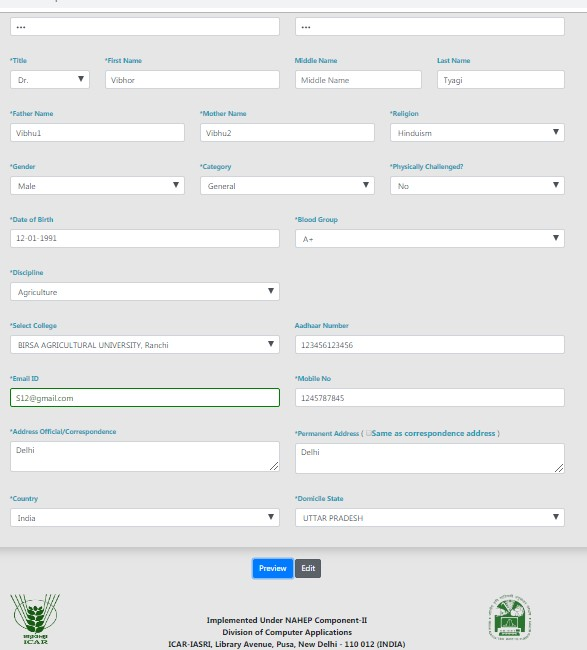 ••• •••
*Title *First Name Middle Name Last Name
Dr. Vibhor Middle Name Tyagi
*Father Name *Mother Name *Religion
Vibhu1 Vibhu2 Hinduism
*Gender *Category *Physically Challenged?
Male General No
*Date of Birth *Blood Group
12-01-1991 A+
*Discipline
Agriculture
*Select College Aadhaar Number
BIRSA AGRICULTURAL UNIVERSITY, Ranchi 123456123456
*Email ID *Mobile No
S12@gmail.com 1245787845
*Address Official/Correspondence *Permanent Address ( Same as correspondence address )
Delhi Delhi
*Country *Domicile State
India UTTAR PRADESH
Preview Edit
Implemented Under NAHEP Component-II
Division of Computer Applications
ICAR-IASRI, Library Avenue, Pusa, New Delhi - 110 012 (INDIA)
ICAR